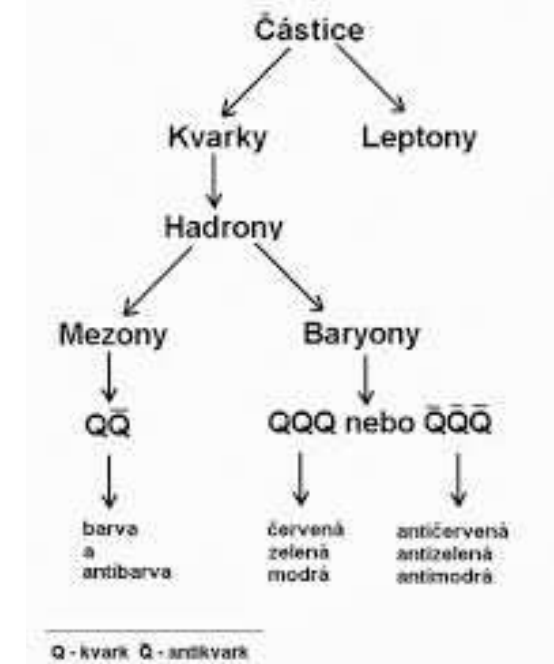 Částice
Kvarky Leptony
Hadrony
Mezony Baryony
QQ̄ QQQ nebo Q̄Q̄Q̄
barva červená antičervená
a zelená antizelená
antibarva modrá antimodrá
Q - kvark Q̄ - antikvark